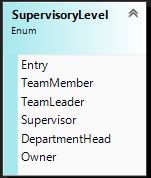 SupervisoryLevel
Enum
Entry
TeamMember
TeamLeader
Supervisor
DepartmentHead
Owner